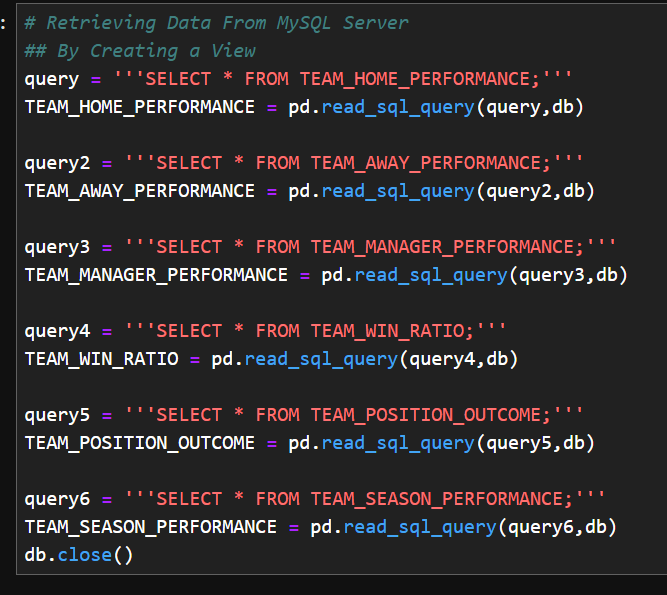 :
# Retrieving Data From MySQL Server
## By Creating a View
query = '''SELECT * FROM TEAM_HOME_PERFORMANCE;'''
TEAM_HOME_PERFORMANCE = pd.read_sql_query(query,db)
query2 = '''SELECT * FROM TEAM_AWAY_PERFORMANCE;'''
TEAM_AWAY_PERFORMANCE = pd.read_sql_query(query2,db)
query3 = '''SELECT * FROM TEAM_MANAGER_PERFORMANCE;'''
TEAM_MANAGER_PERFORMANCE = pd.read_sql_query(query3,db)
query4 = '''SELECT * FROM TEAM_WIN_RATIO;'''
TEAM_WIN_RATIO = pd.read_sql_query(query4,db)
query5 = '''SELECT * FROM TEAM_POSITION_OUTCOME;'''
TEAM_POSITION_OUTCOME = pd.read_sql_query(query5,db)
query6 = '''SELECT * FROM TEAM_SEASON_PERFORMANCE;'''
TEAM_SEASON_PERFORMANCE = pd.read_sql_query(query6,db)
db.close()